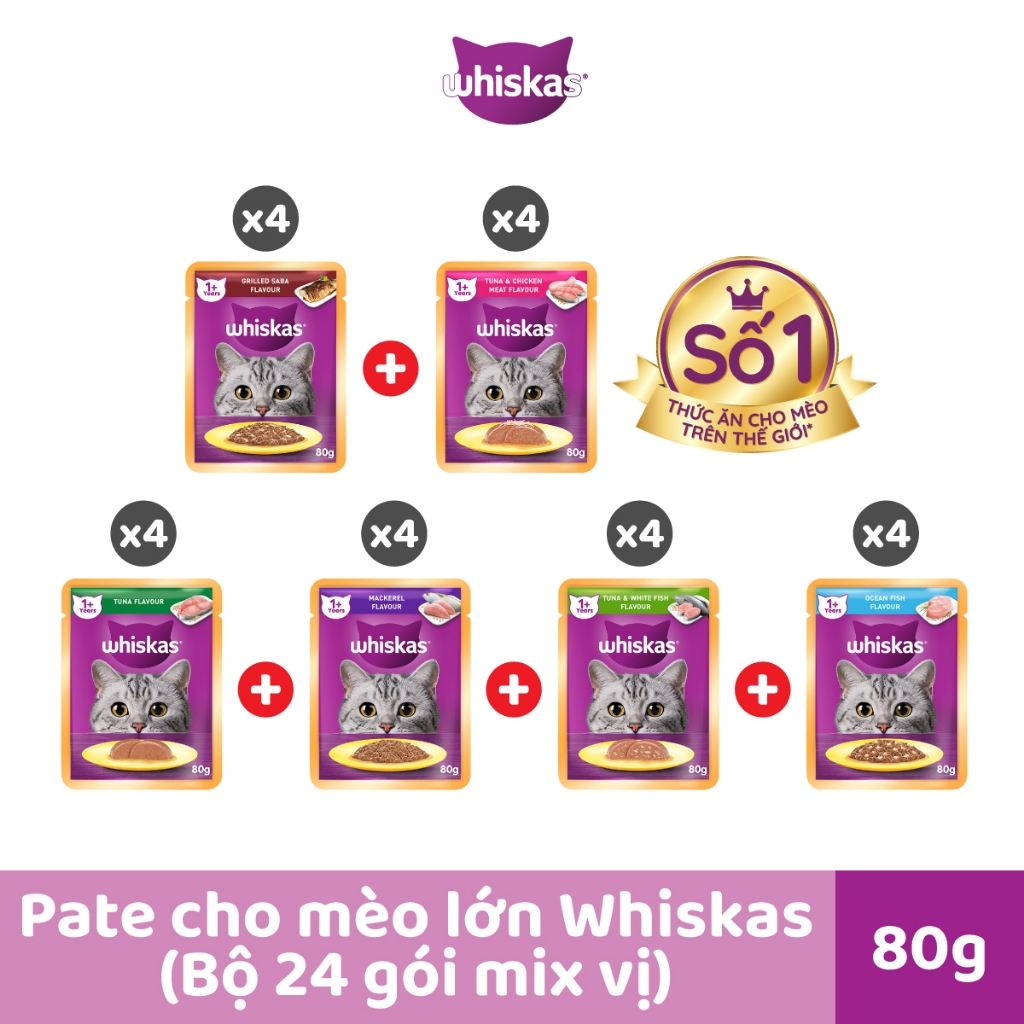 whiskas®
x4
x4
GRILLED SABA
FLAVOUR
1+
Years
whiskas®
80g
TUNA & CHICKEN
MEAT FLAVOUR
1+
Years
whiskas®
80g
Số 1
THỨC ĂN CHO MÈO
TRÊN THẾ GIỚI*
x4
x4
x4
x4
TUNA FLAVOUR
1+
Years
whiskas®
80g
MACKEREL
FLAVOUR
1+
Years
whiskas®
80g
TUNA & WHITE FISH
FLAVOUR
1+
Years
whiskas®
80g
OCEAN FISH
FLAVOUR
1+
Years
whiskas®
80g
Pate cho mèo lớn Whiskas
(Bộ 24 gói mix vị)
80g